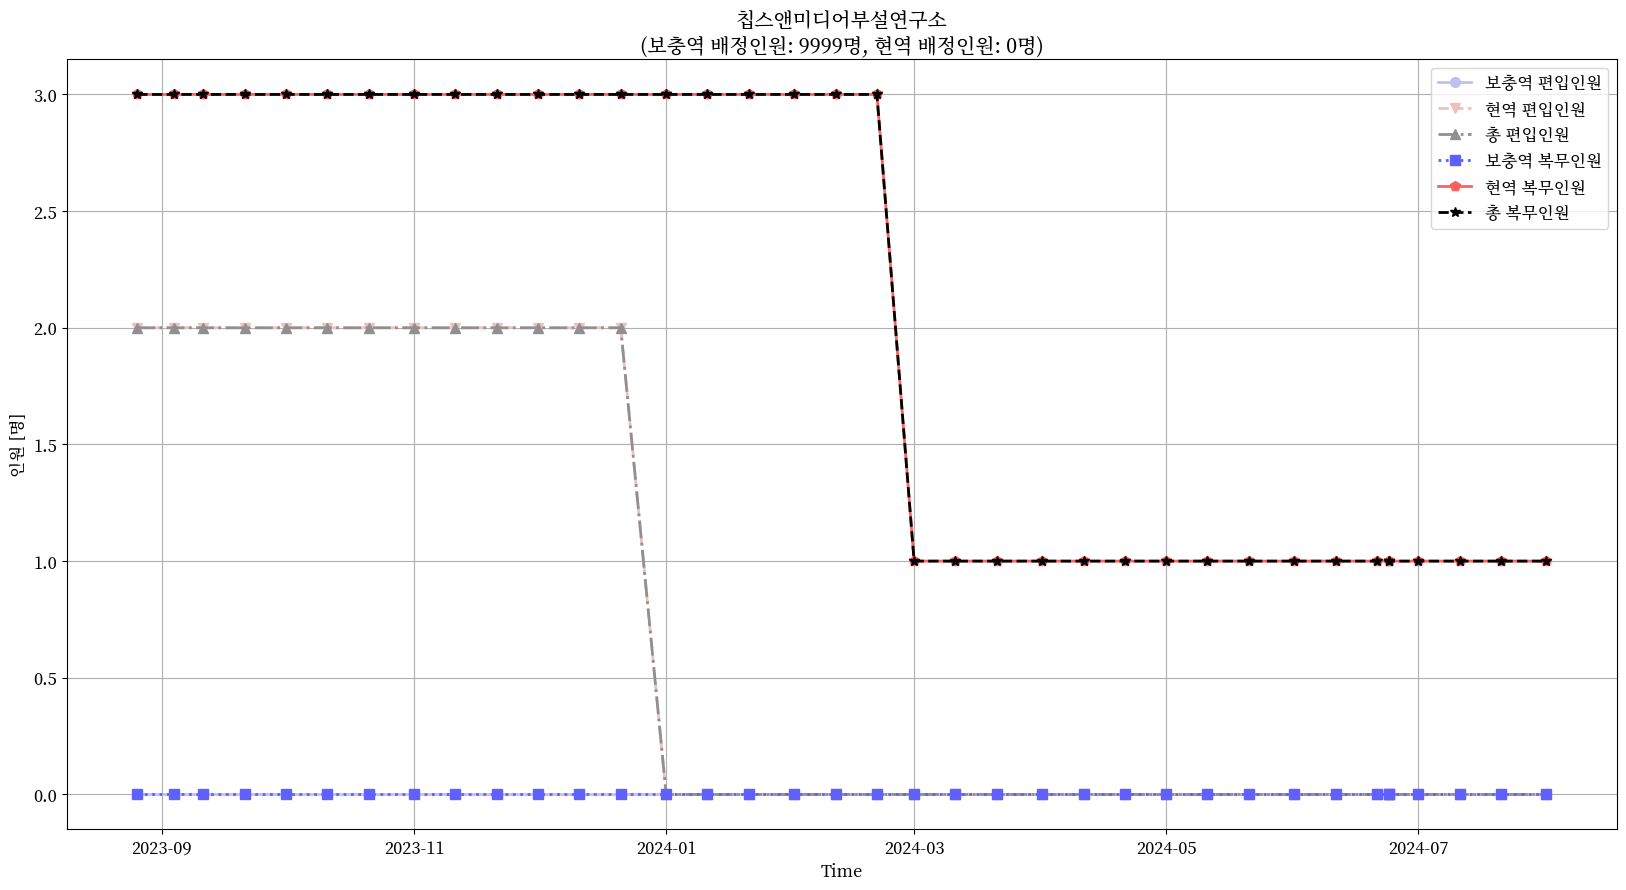 칩스앤미디어부설연구소
(보충역 배정인원: 9999명, 현역 배정인원: 0명)
보충역 편입인원
현역 편입인원
총 편입인원
보충역 복무인원
현역 복무인원
총 복무인원
인원 [명]
3.0
2.5
2.0
1.5
1.0
0.5
0.0
2023-09
2023-11
2024-01
2024-03
2024-05
2024-07
Time